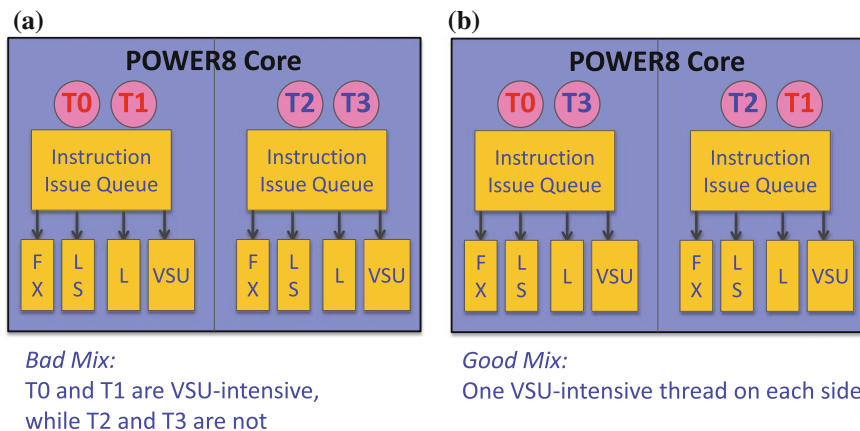 (a)
POWER8 Core
T0 T1 T2 T3
Instruction
Issue Queue
Instruction
Issue Queue
F
X
L
S
L
VSU
F
X
L
S
L
VSU
Bad Mix:
T0 and T1 are VSU-intensive,
while T2 and T3 are not
(b)
POWER8 Core
T0 T3 T2 T1
Instruction
Issue Queue
Instruction
Issue Queue
F
X
L
S
L
VSU
F
X
L
S
L
VSU
Good Mix:
One VSU-intensive thread on each side